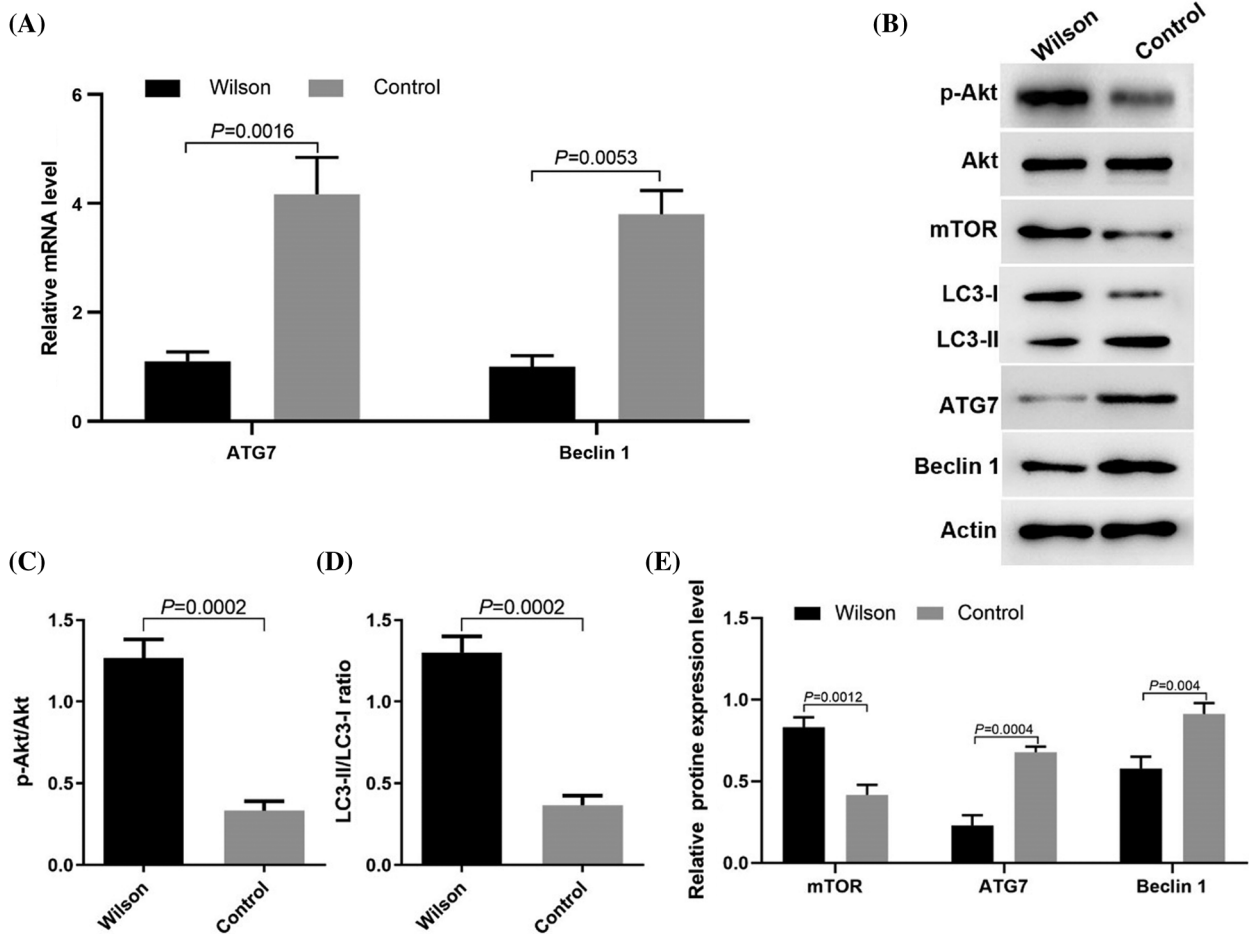 (A)
Wilson Control
Relative mRNA level
6
4
2
0
P=0.0016
P=0.0053
ATG7 Beclin 1
(B)
Wilson Control
p-Akt
Akt
mTOR
LC3-I
LC3-II
ATG7
Beclin 1
Actin
(C)
p-Akt/Akt
1.5
1.0
0.5
0.0
P=0.0002
Wilson Control
(D)
LC3-II/LC3-I ratio
1.5
1.0
0.5
0.0
P=0.0002
Wilson Control
(E)
Relative protine expression level
1.5
1.0
0.5
0.0
Wilson Control
P=0.0012
P=0.0004
P=0.004
mTOR ATG7 Beclin 1